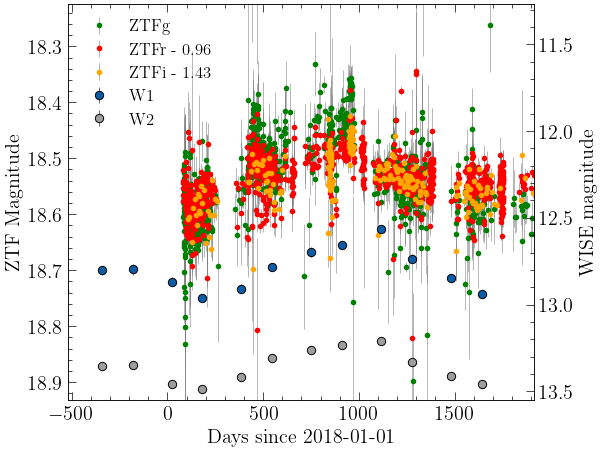 ZTFg
ZTFr - 0.96
ZTFi - 1.43
W1
W2
18.3
18.4
18.5
18.6
18.7
18.8
18.9
ZTF Magnitude
11.5
12.0
12.5
13.0
13.5
WISE magnitude
−500
0
500
1000
1500
Days since 2018-01-01